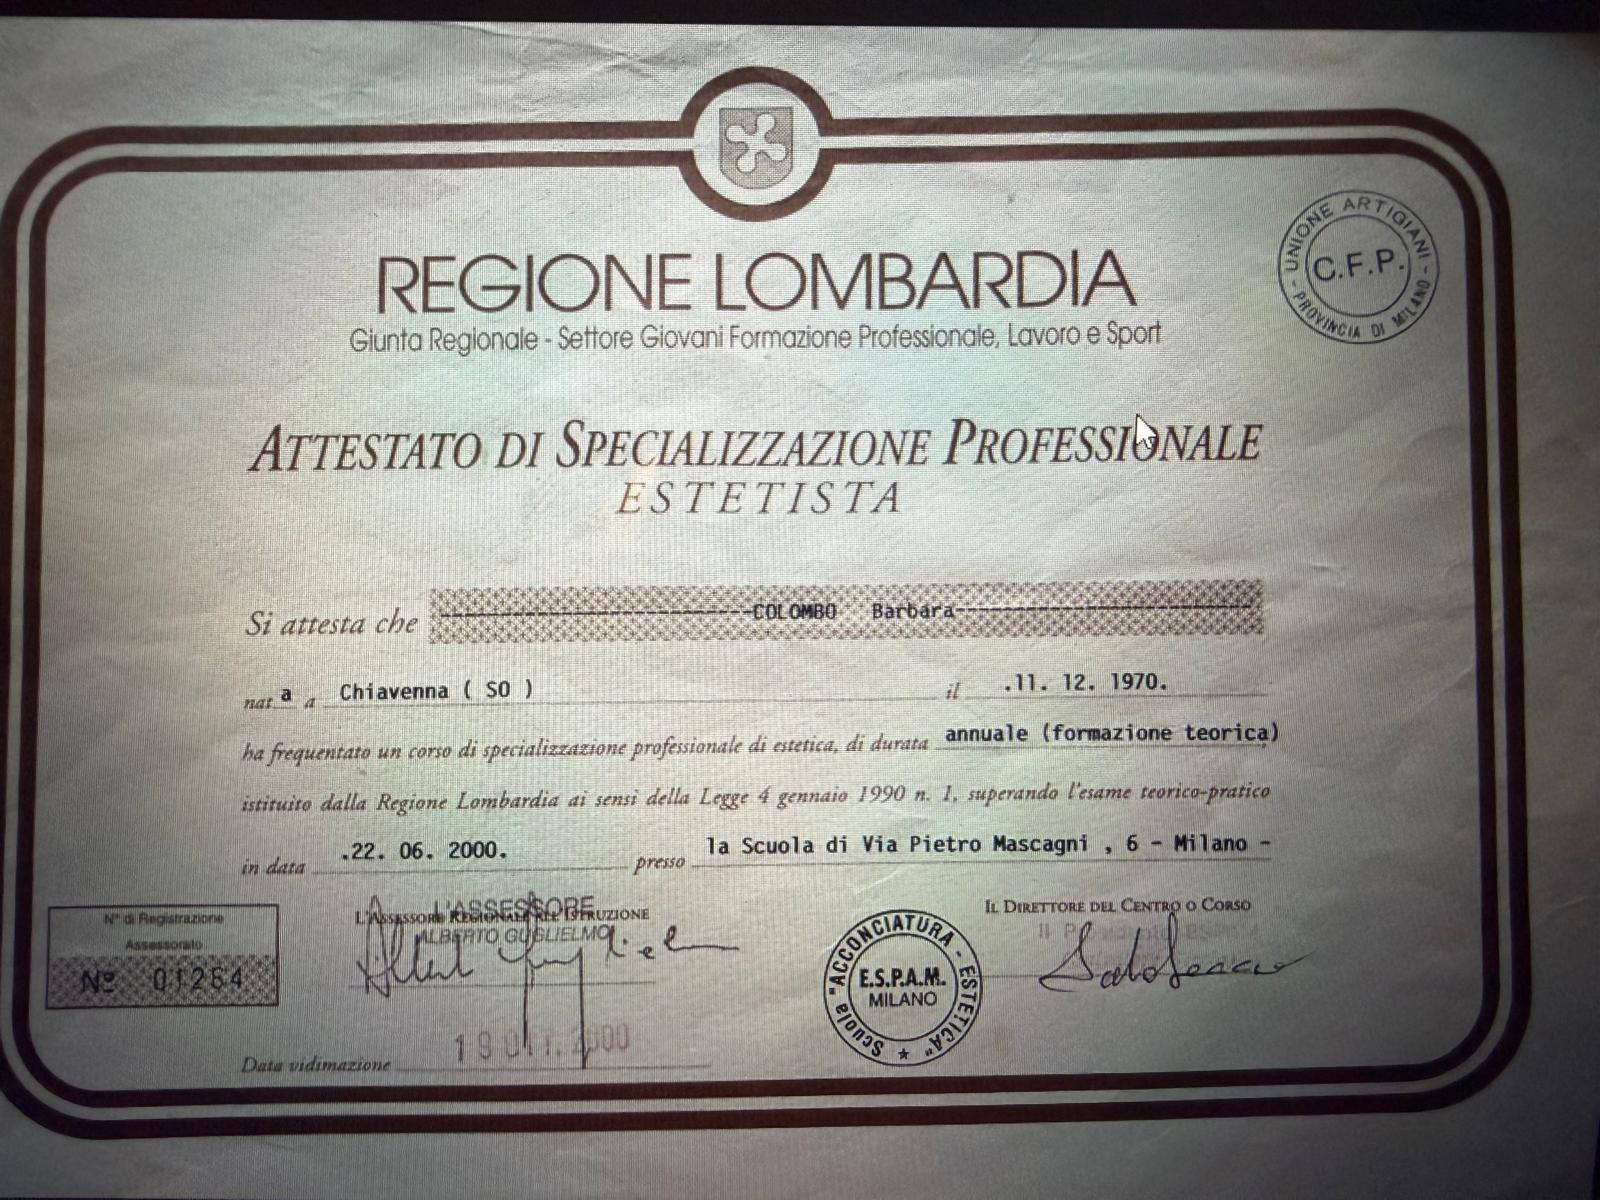 REGIONE LOMBARDIA
Giunta Regionale - Settore Giovani Formazione Professionale, Lavoro e Sport
UNIONE ARTIGIANI - PROVINCIA DI MILANO -
C.F.P.
ATTESTATO DI SPECIALIZZAZIONE PROFESSIONALE
ESTETISTA
Si attesta che COLOMBO Barbara
nat a a Chiavenna ( SO ) il .11. 12. 1970.
ha frequentato un corso di specializzazione professionale di estetica, di durata annuale (formazione teorica)
istituito dalla Regione Lombardia ai sensi della Legge 4 gennaio 1990 n. 1, superando l'esame teorico-pratico
in data .22. 06. 2000. presso la Scuola di Via Pietro Mascagni , 6 - Milano -
N° di Registrazione
Assessorato
Nº 01264
L'ASSESSORE REGIONALE ALL'ISTRUZIONE
L'ASSESSORE
ALBERTO GUGLIELMO
IL DIRETTORE DEL CENTRO O CORSO
Scuola "ACCONCIATURA - ESTETICA"
E.S.P.A.M.
MILANO
Data vidimazione 2000